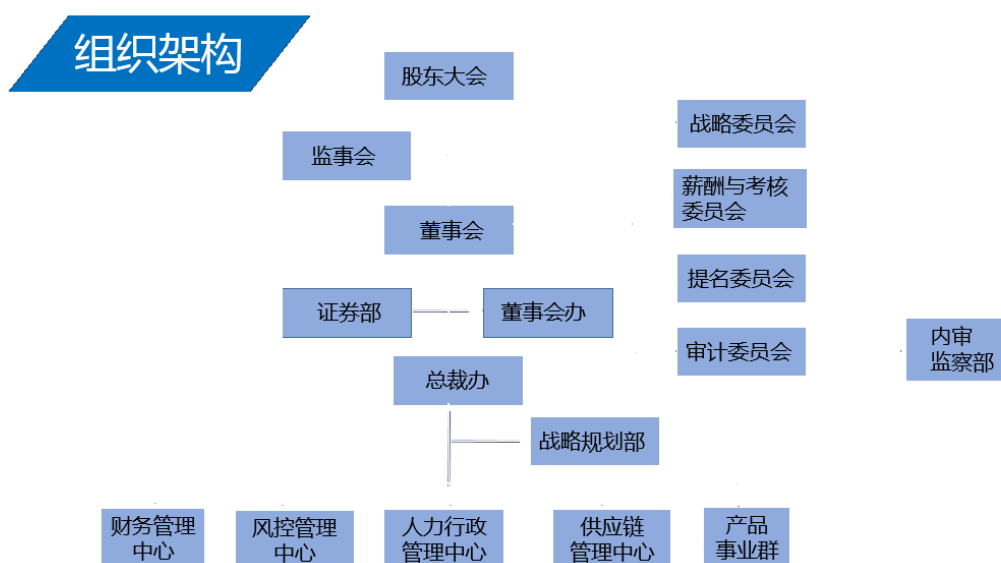 组织架构
股东大会
战略委员会
监事会
薪酬与考核
委员会
董事会
提名委员会
证券部
董事会办
审计委员会
内审
监察部
总裁办
战略规划部
财务管理
中心
风控管理
中心
人力行政
管理中心
供应链
管理中心
产品
事业群